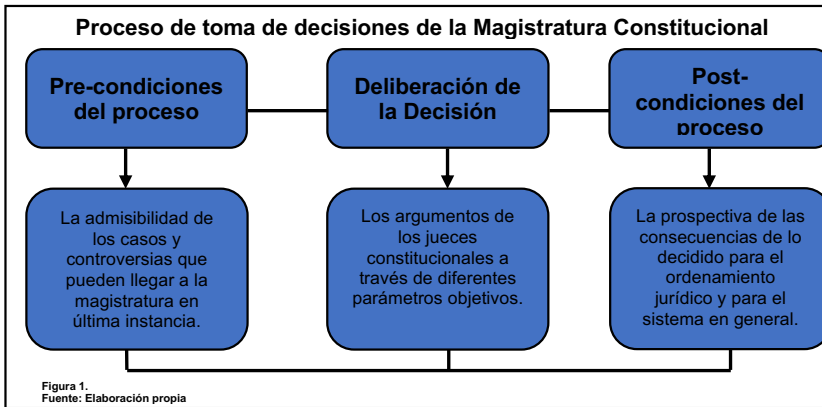 Proceso de toma de decisiones de la Magistratura Constitucional
Pre-condiciones
del proceso
Deliberación de
la Decisión
Post-
condiciones del
proceso
La admisibilidad de
los casos y
controversias que
pueden llegar a la
magistratura en
última instancia.
Los argumentos de
los jueces
constitucionales a
través de diferentes
parámetros objetivos.
La prospectiva de las
consecuencias de lo
decidido para el
ordenamiento
jurídico y para el
sistema en general.
Figura 1.
Fuente: Elaboración propia